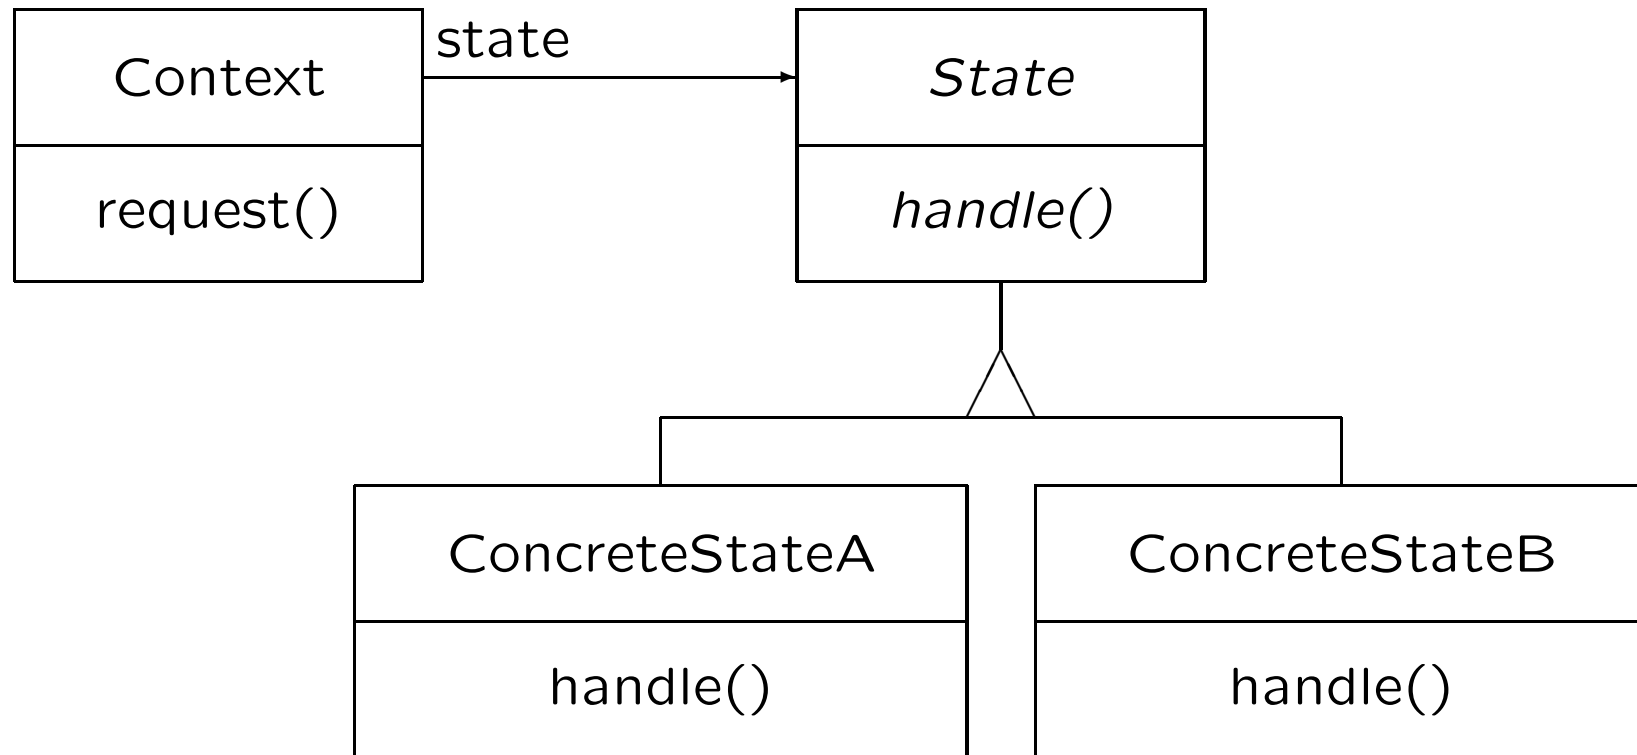 Context
state
State
request()
handle()
ConcreteStateA
ConcreteStateB
handle()
handle()